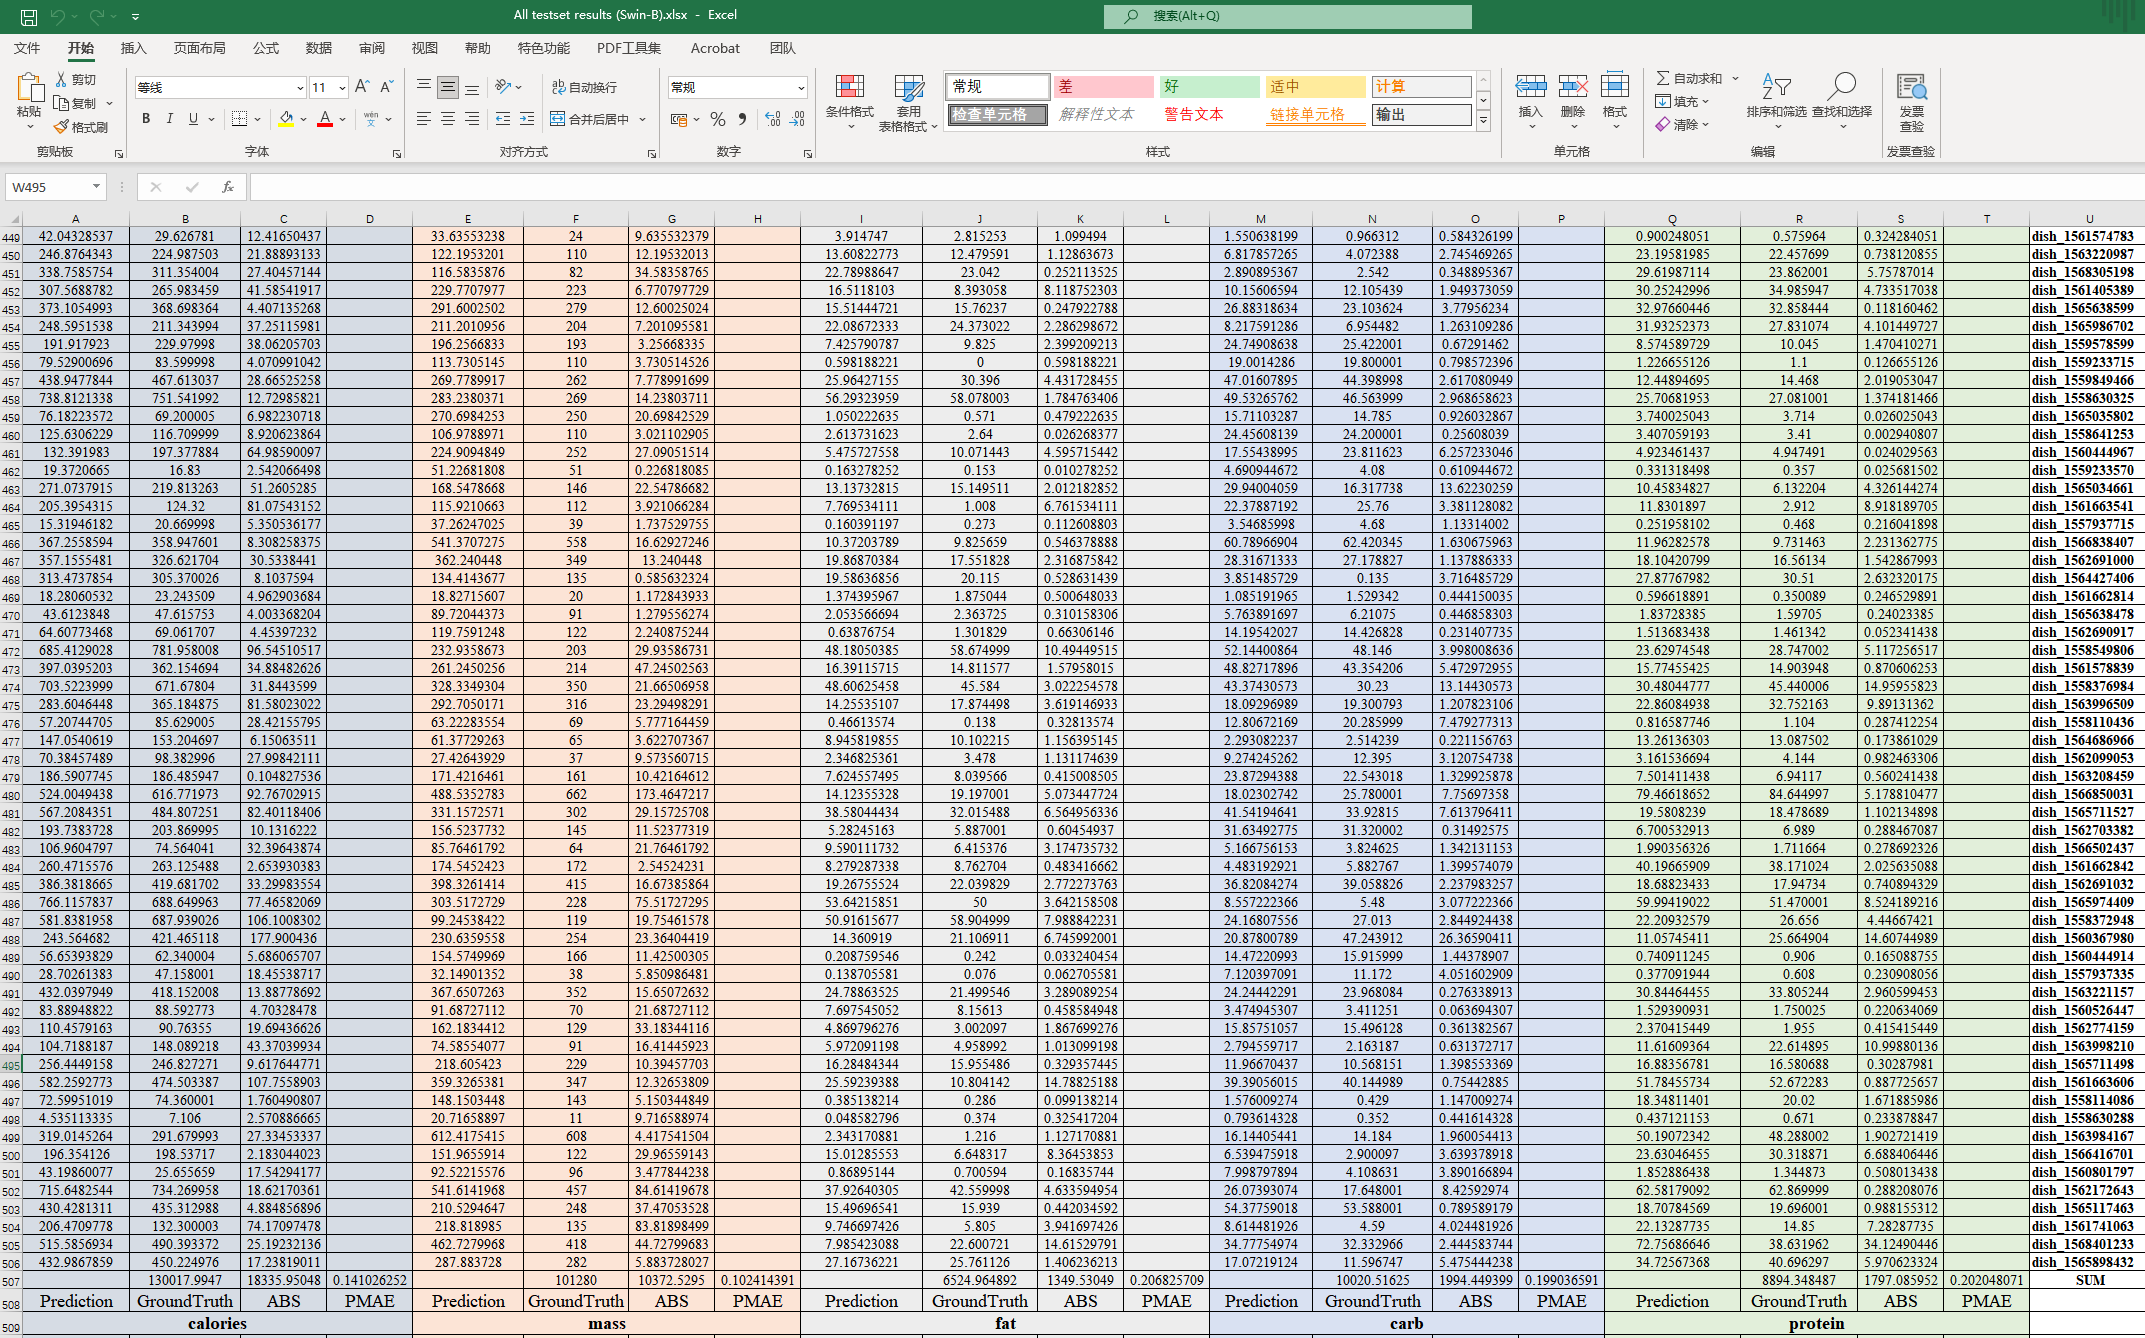 All testset results (Swin-B).xlsx - Excel
搜索(Alt+Q)
文件 开始 插入 页面布局 公式 数据 审阅 视图 帮助 特色功能 PDF工具集 Acrobat 团队
粘贴 剪切 复制 格式刷 剪贴板
等线 11 B I U A wén 文 字体
自动换行 合并后居中 对齐方式
常规 % 数字
条件格式 套用 表格格式
常规 差 好 适中 计算
检查单元格 解释性文本 警告文本 链接单元格 输出
样式
插入 删除 格式 单元格
自动求和 填充 清除 排序和筛选 查找和选择 编辑
发票 查验 发票查验
W495 fx
A B C D E F G H I J K L M N O P Q R S T U
449 42.04328537 29.626781 12.41650437 33.63553238 24 9.635532379 3.914747 2.815253 1.099494 1.550638199 0.966312 0.584326199 0.900248051 0.575964 0.324284051 dish_1561574783
450 246.8764343 224.987503 21.88893133 122.1953201 110 12.19532013 13.60822773 12.479591 1.12863673 6.817857265 4.072388 2.745469265 23.19581985 22.457699 0.738120855 dish_1563220987
451 338.7585754 311.354004 27.40457144 116.5835876 82 34.58358765 22.78988647 23.042 0.252113525 2.890895367 2.542 0.348895367 29.61987114 23.862001 5.75787014 dish_1568305198
452 307.5688782 265.983459 41.58541917 229.7707977 223 6.770797729 16.5118103 8.393058 8.118752303 10.15606594 12.105439 1.949373059 30.25242996 34.985947 4.733517038 dish_1561405389
453 373.1054993 368.698364 4.407135268 291.6002502 279 12.60025024 15.51444721 15.76237 0.247922788 26.88318634 23.103624 3.77956234 32.97660446 32.858444 0.118160462 dish_1565638599
454 248.5951538 211.343994 37.25115981 211.2010956 204 7.201095581 22.08672333 24.373022 2.286298672 8.217591286 6.954482 1.263109286 31.93252373 27.831074 4.101449727 dish_1565986702
455 191.917923 229.97998 38.06205703 196.2566833 193 3.25668335 7.425790787 9.825 2.399209213 24.74908638 25.422001 0.67291462 8.574589729 10.045 1.470410271 dish_1559578599
456 79.52900696 83.599998 4.070991042 113.7305145 110 3.730514526 0.598188221 0 0.598188221 19.0014286 19.800001 0.798572396 1.226655126 1.1 0.126655126 dish_1559233715
457 438.9477844 467.613037 28.66525258 269.7789917 262 7.778991699 25.96427155 30.396 4.431728455 47.01607895 44.398998 2.617080949 12.44894695 14.468 2.019053047 dish_1559849466
458 738.8121338 751.541992 12.72985821 283.2380371 269 14.23803711 56.29323959 58.078003 1.784763406 49.53265762 46.563999 2.968658623 25.70681953 27.081001 1.374181466 dish_1558630325
459 76.18223572 69.200005 6.982230718 270.6984253 250 20.69842529 1.050222635 0.571 0.479222635 15.71103287 14.785 0.926032867 3.740025043 3.714 0.026025043 dish_1565035802
460 125.6306229 116.709999 8.920623864 106.9788971 110 3.021102905 2.613731623 2.64 0.026268377 24.45608139 24.200001 0.25608039 3.407059193 3.41 0.002940807 dish_1558641253
461 132.391983 197.377884 64.98590097 224.9094849 252 27.09051514 5.475727558 10.071443 4.595715442 17.55438995 23.811623 6.257233046 4.923461437 4.947491 0.024029563 dish_1560444967
462 19.3720665 16.83 2.542066498 51.22681808 51 0.226818085 0.163278252 0.153 0.010278252 4.690944672 4.08 0.610944672 0.331318498 0.357 0.025681502 dish_1559233570
463 271.0737915 219.813263 51.2605285 168.5478668 146 22.54786682 13.13732815 15.149511 2.012182852 29.94004059 16.317738 13.62230259 10.45834827 6.132204 4.326144274 dish_1565034661
464 205.3954315 124.32 81.07543152 115.9210663 112 3.921066284 7.769534111 1.008 6.761534111 22.37887192 25.76 3.381128082 11.8301897 2.912 8.918189705 dish_1561663541
465 15.31946182 20.669998 5.350536177 37.26247025 39 1.737529755 0.160391197 0.273 0.112608803 3.54685998 4.68 1.13314002 0.251958102 0.468 0.216041898 dish_1557937715
466 367.2558594 358.947601 8.308258375 541.3707275 558 16.62927246 10.37203789 9.825659 0.546378888 60.78966904 62.420345 1.630675963 11.96282578 9.731463 2.231362775 dish_1566838407
467 357.1555481 326.621704 30.5338441 362.240448 349 13.240448 19.86870384 17.551828 2.316875842 28.31671333 27.178827 1.137886333 18.10420799 16.56134 1.542867993 dish_1562691000
468 313.4737854 305.370026 8.1037594 134.4143677 135 0.585632324 19.58636856 20.115 0.528631439 3.851485729 0.135 3.716485729 27.87767982 30.51 2.632320175 dish_1564427406
469 18.28060532 23.243509 4.962903684 18.82715607 20 1.172843933 1.374395967 1.875044 0.500648033 1.085191965 1.529342 0.444150035 0.596618891 0.350089 0.246529891 dish_1561662814
470 43.6123848 47.615753 4.003368204 89.72044373 91 1.279556274 2.053566694 2.363725 0.310158306 5.763891697 6.21075 0.446858303 1.83728385 1.59705 0.24023385 dish_1565638478
471 64.60773468 69.061707 4.45397232 119.7591248 122 2.240875244 0.63876754 1.301829 0.66306146 14.19542027 14.426828 0.231407735 1.513683438 1.461342 0.052341438 dish_1562690917
472 685.4129028 781.958008 96.54510517 232.9358673 203 29.93586731 48.18050385 58.674999 10.49449515 52.14400864 48.146 3.998008636 23.62974548 28.747002 5.117256517 dish_1558549806
473 397.0395203 362.154694 34.88482626 261.2450256 214 47.24502563 16.39115715 14.811577 1.57958015 48.82717896 43.354206 5.472972955 15.77455425 14.903948 0.870606253 dish_1561578839
474 703.5223999 671.67804 31.8443599 328.3349304 350 21.66506958 48.60625458 45.584 3.022254578 43.37430573 30.23 13.14430573 30.48044777 45.440006 14.95955823 dish_1558376984
475 283.6046448 365.184875 81.58023022 292.7050171 316 23.29498291 14.25535107 17.874498 3.619146933 18.09296989 19.300793 1.207823106 22.86084938 32.752163 9.89131362 dish_1563996509
476 57.20744705 85.629005 28.42155795 63.22283554 69 5.777164459 0.46613574 0.138 0.32813574 12.80672169 20.285999 7.479277313 0.816587746 1.104 0.287412254 dish_1558110436
477 147.0540619 153.204697 6.15063511 61.37729263 65 3.622707367 8.945819855 10.102215 1.156395145 2.293082237 2.514239 0.221156763 13.26136303 13.087502 0.173861029 dish_1564686966
478 70.38457489 98.382996 27.99842111 27.42643929 37 9.573560715 2.346825361 3.478 1.131174639 9.274245262 12.395 3.120754738 3.161536694 4.144 0.982463306 dish_1562099053
479 186.5907745 186.485947 0.104827536 171.4216461 161 10.42164612 7.624557495 8.039566 0.415008505 23.87294388 22.543018 1.329925878 7.501411438 6.94117 0.560241438 dish_1563208459
480 524.0049438 616.771973 92.76702915 488.5352783 662 173.4647217 14.12355328 19.197001 5.073447724 18.02302742 25.780001 7.75697358 79.46618652 84.644997 5.178810477 dish_1566850031
481 567.2084351 484.807251 82.40118406 331.1572571 302 29.15725708 38.58044434 32.015488 6.564956336 41.54194641 33.92815 7.613796411 19.5808239 18.478689 1.102134898 dish_1565711527
482 193.7383728 203.869995 10.1316222 156.5237732 145 11.52377319 5.28245163 5.887001 0.60454937 31.63492775 31.320002 0.31492575 6.700532913 6.989 0.288467087 dish_1562703382
483 106.9604797 74.564041 32.39643874 85.76461792 64 21.76461792 9.590111732 6.415376 3.174735732 5.166756153 3.824625 1.342131153 1.990356326 1.711664 0.278692326 dish_1566502437
484 260.4715576 263.125488 2.653930383 174.5452423 172 2.54524231 8.279287338 8.762704 0.483416662 4.483192921 5.882767 1.399574079 40.19665909 38.171024 2.025635088 dish_1561662842
485 386.3818665 419.681702 33.29983554 398.3261414 415 16.67385864 19.26755524 22.039829 2.772273763 36.82084274 39.058826 2.237983257 18.68823433 17.94734 0.740894329 dish_1562691032
486 766.1157837 688.649963 77.46582069 303.5172729 228 75.51727295 53.64215851 50 3.642158508 8.557222366 5.48 3.077222366 59.99419022 51.470001 8.524189216 dish_1565974409
487 581.8381958 687.939026 106.1008302 99.24538422 119 19.75461578 50.91615677 58.904999 7.988842231 24.16807556 27.013 2.844924438 22.20932579 26.656 4.44667421 dish_1558372948
488 243.564682 421.465118 177.900436 230.6359558 254 23.36404419 14.360919 21.106911 6.745992001 20.87800789 47.243912 26.36590411 11.05745411 25.664904 14.60744989 dish_1560367980
489 56.65393829 62.340004 5.686065707 154.5749969 166 11.42500305 0.208759546 0.242 0.033240454 14.47220993 15.915999 1.44378907 0.740911245 0.906 0.165088755 dish_1560444914
490 28.70261383 47.158001 18.45538717 32.14901352 38 5.850986481 0.138705581 0.076 0.062705581 7.120397091 11.172 4.051602909 0.377091944 0.608 0.230908056 dish_1557937335
491 432.0397949 418.152008 13.88778692 367.6507263 352 15.65072632 24.78863525 21.499546 3.289089254 24.24442291 23.968084 0.276338913 30.84464455 33.805244 2.960599453 dish_1563221157
492 83.88948822 88.592773 4.70328478 91.68727112 70 21.68727112 7.697545052 8.15613 0.458584948 3.474945307 3.411251 0.063694307 1.529390931 1.750025 0.220634069 dish_1560526447
493 110.4579163 90.76355 19.69436626 162.1834412 129 33.18344116 4.869796276 3.002097 1.867699276 15.85751057 15.496128 0.361382567 2.370415449 1.955 0.415415449 dish_1562774159
494 104.7188187 148.089218 43.37039934 74.58554077 91 16.41445923 5.972091198 4.958992 1.013099198 2.794559717 2.163187 0.631372717 11.61609364 22.614895 10.99880136 dish_1563998210
495 256.4449158 246.827271 9.617644771 218.605423 229 10.39457703 16.28484344 15.955486 0.329357445 11.96670437 10.568151 1.398553369 16.88356781 16.580688 0.30287981 dish_1565711498
496 582.2592773 474.503387 107.7558903 359.3265381 347 12.32653809 25.59239388 10.804142 14.78825188 39.39056015 40.144989 0.75442885 51.78455734 52.672283 0.887725657 dish_1561663606
497 72.59951019 74.360001 1.760490807 148.1503448 143 5.150344849 0.385138214 0.286 0.099138214 1.576009274 0.429 1.147009274 18.34811401 20.02 1.671885986 dish_1558114086
498 4.535113335 7.106 2.570886665 20.71658897 11 9.716588974 0.048582796 0.374 0.325417204 0.793614328 0.352 0.441614328 0.437121153 0.671 0.233878847 dish_1558630288
499 319.0145264 291.679993 27.33453337 612.4175415 608 4.417541504 2.343170881 1.216 1.127170881 16.14405441 14.184 1.960054413 50.19072342 48.288002 1.902721419 dish_1563984167
500 196.354126 198.53717 2.183044023 151.9655914 122 29.96559143 15.01285553 6.648317 8.36453853 6.539475918 2.900097 3.639378918 23.63046455 30.318871 6.688406446 dish_1566416701
501 43.19860077 25.655659 17.54294177 92.52215576 96 3.477844238 0.86895144 0.700594 0.16835744 7.998797894 4.108631 3.890166894 1.852886438 1.344873 0.508013438 dish_1560801797
502 715.6482544 734.269958 18.62170361 541.6141968 457 84.61419678 37.92640305 42.559998 4.633594954 26.07393074 17.648001 8.42592974 62.58179092 62.869999 0.288208076 dish_1562172643
503 430.4281311 435.312988 4.884856896 210.5294647 248 37.47053528 15.49696541 15.939 0.442034592 54.37759018 53.588001 0.789589179 18.70784569 19.696001 0.988155312 dish_1565117463
504 206.4709778 132.300003 74.17097478 218.818985 135 83.81898499 9.746697426 5.805 3.941697426 8.614481926 4.59 4.024481926 22.13287735 14.85 7.28287735 dish_1561741063
505 515.5856934 490.393372 25.19232136 462.7279968 418 44.72799683 7.985423088 22.600721 14.61529791 34.77754974 32.332966 2.444583744 72.75686646 38.631962 34.12490446 dish_1568401233
506 432.9867859 450.224976 17.23819011 287.883728 282 5.883728027 27.16736221 25.761126 1.406236213 17.07219124 11.596747 5.475444238 34.72567368 40.696297 5.970623324 dish_1565898432
507 130017.9947 18335.95048 0.141026252 101280 10372.5295 0.102414391 6524.964892 1349.53049 0.206825709 10020.51625 1994.449399 0.199036591 8894.348487 1797.085952 0.202048071 SUM
508 Prediction GroundTruth ABS PMAE Prediction GroundTruth ABS PMAE Prediction GroundTruth ABS PMAE Prediction GroundTruth ABS PMAE Prediction GroundTruth ABS PMAE
509 calories mass fat carb protein